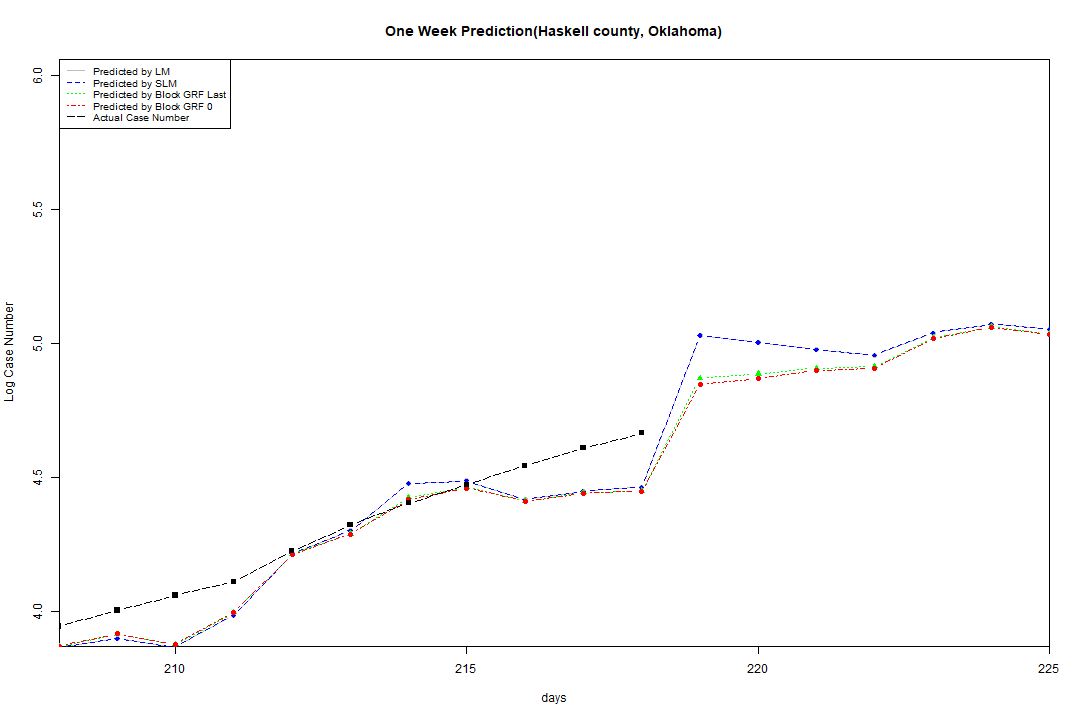 One Week Prediction(Haskell county, Oklahoma)
Predicted by LM
Predicted by SLM
Predicted by Block GRF Last
Predicted by Block GRF 0
Actual Case Number
6.0
5.5
5.0
4.5
4.0
Log Case Number
210
215
220
225
days